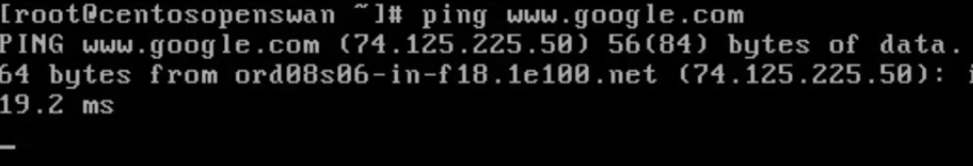 [root@centosopenswan ~]# ping www.google.com
PING www.google.com (74.125.225.50) 56(84) bytes of data.
64 bytes from ord08s06-in-f18.1e100.net (74.125.225.50):
19.2 ms